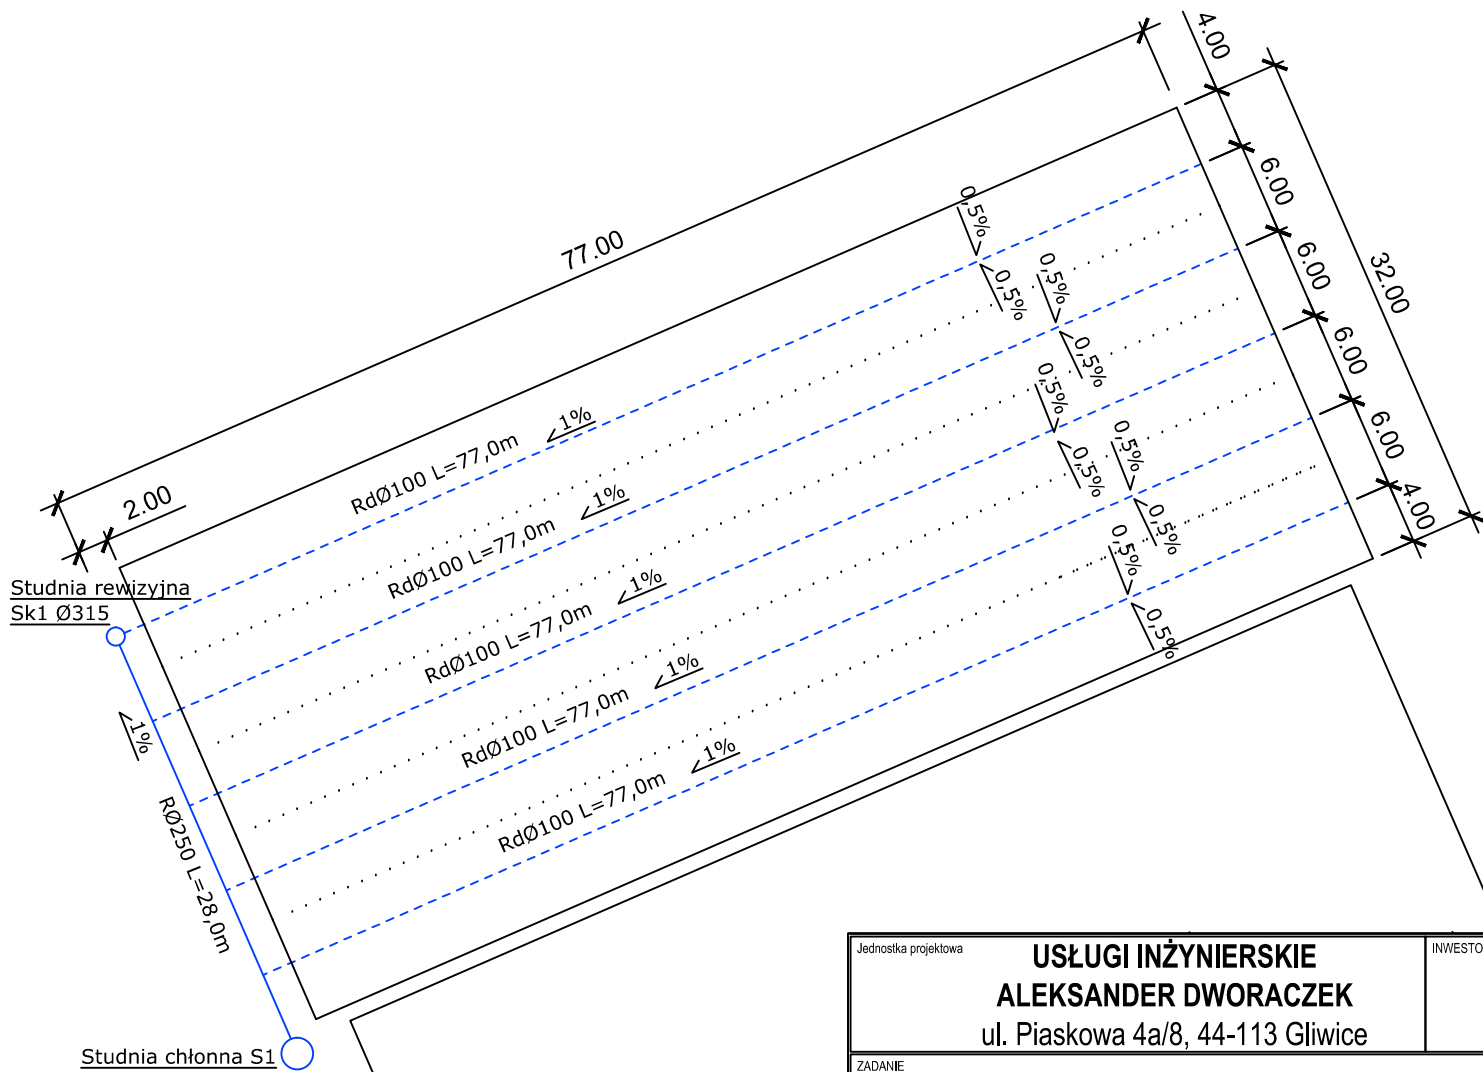 4.00
77.00
6.00
6.00
32.00
6.00
6.00
4.00
2.00
0,5%
0,5%
0,5%
0,5%
0,5%
0,5%
0,5%
0,5%
0,5%
0,5%
RdØ100 L=77,0m
1%
RdØ100 L=77,0m
1%
RdØ100 L=77,0m
1%
RdØ100 L=77,0m
1%
RdØ100 L=77,0m
1%
Studnia rewizyjna
Sk1 Ø315
1%
RØ250 L=28,0m
Studnia chłonna S1
Jednostka projektowa
USŁUGI INŻYNIERSKIE
ALEKSANDER DWORACZEK
ul. Piaskowa 4a/8, 44-113 Gliwice
INWESTO
ZADANIE